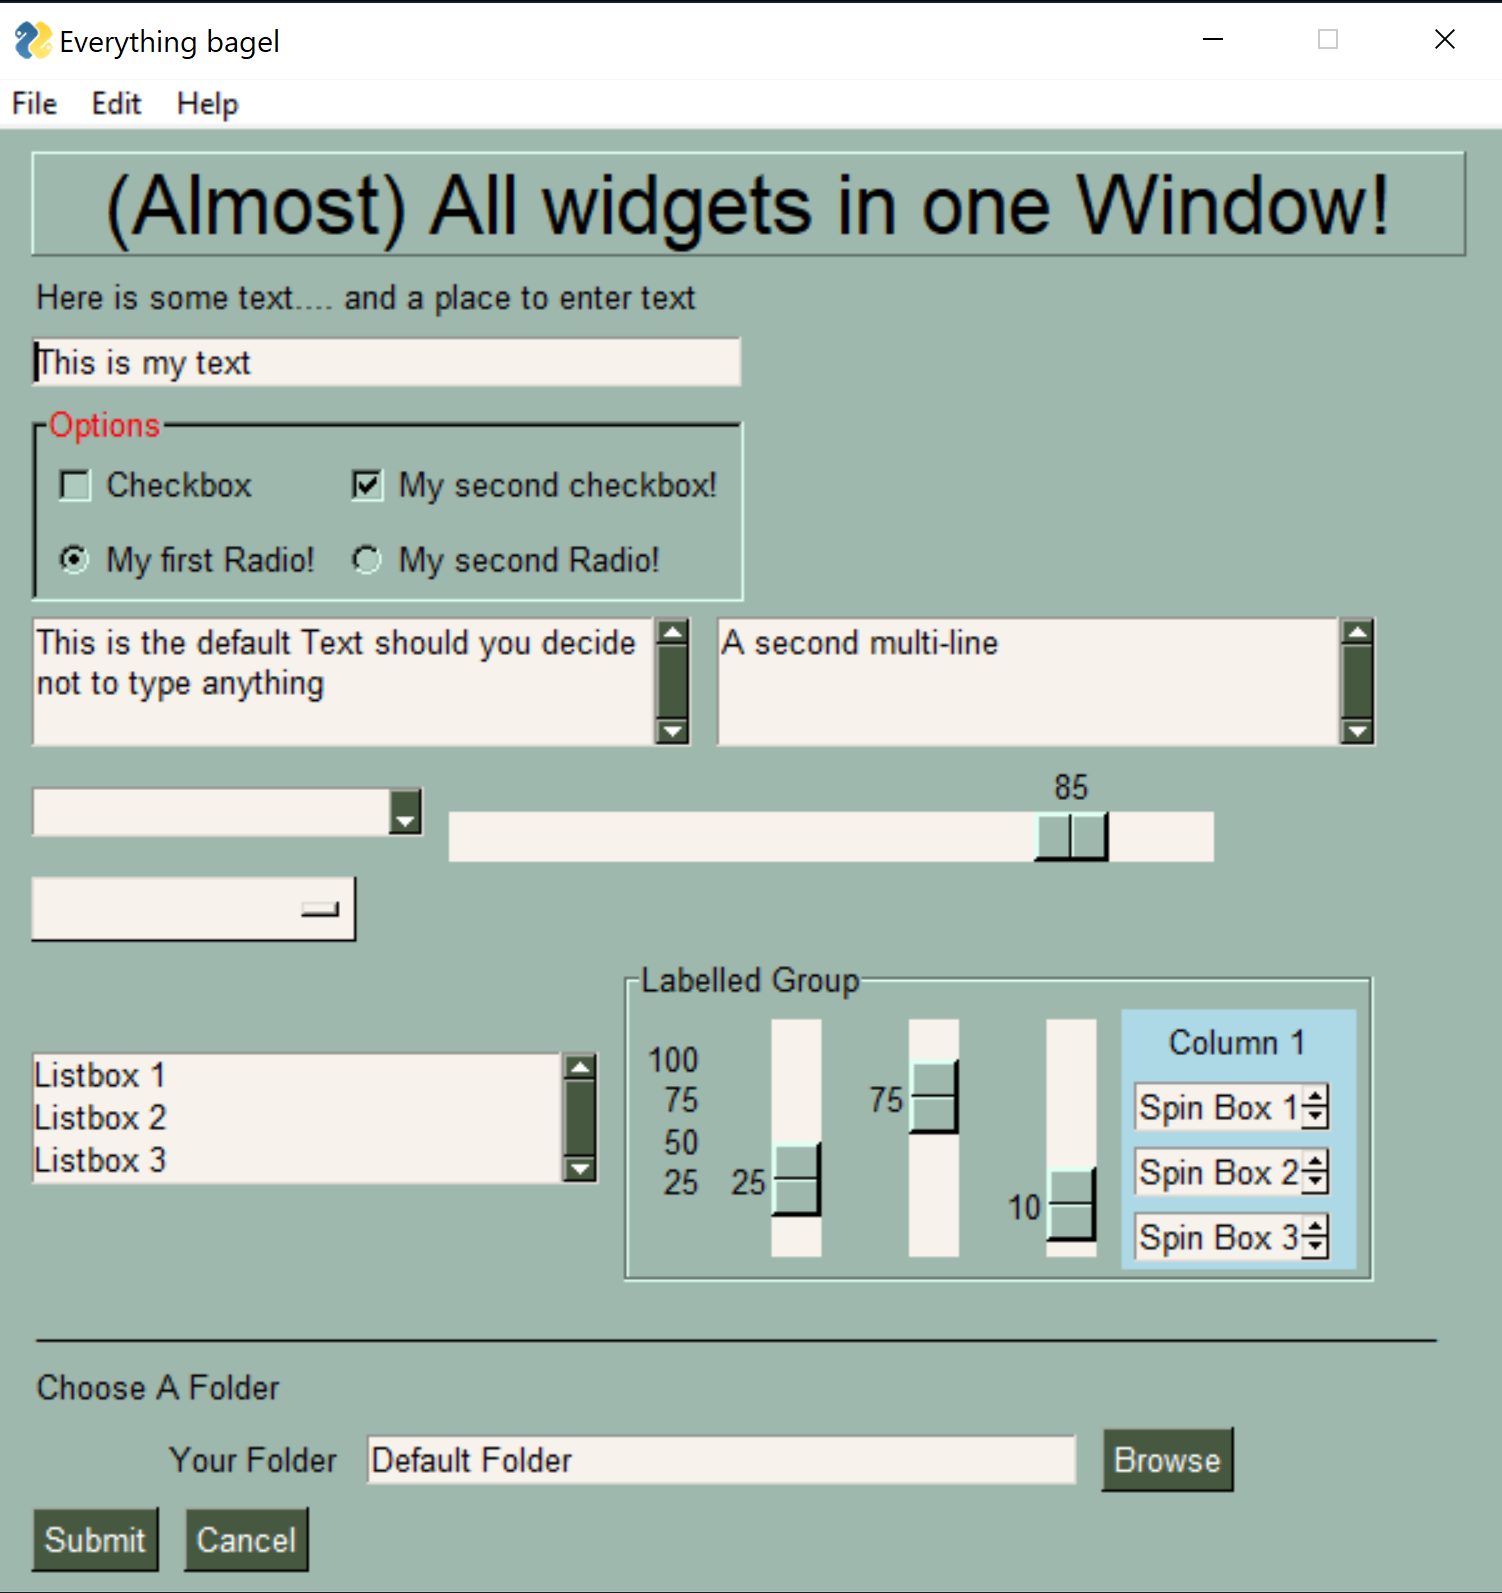 Everything bagel
File Edit Help
(Almost) All widgets in one Window!
Here is some text.... and a place to enter text
This is my text
Options
Checkbox My second checkbox!
My first Radio! My second Radio!
This is the default Text should you decide
not to type anything
A second multi-line
85
Listbox 1
Listbox 2
Listbox 3
Labelled Group
100
75
50
25
25
75
10
Column 1
Spin Box 1
Spin Box 2
Spin Box 3
Choose A Folder
Your Folder Default Folder Browse
Submit Cancel